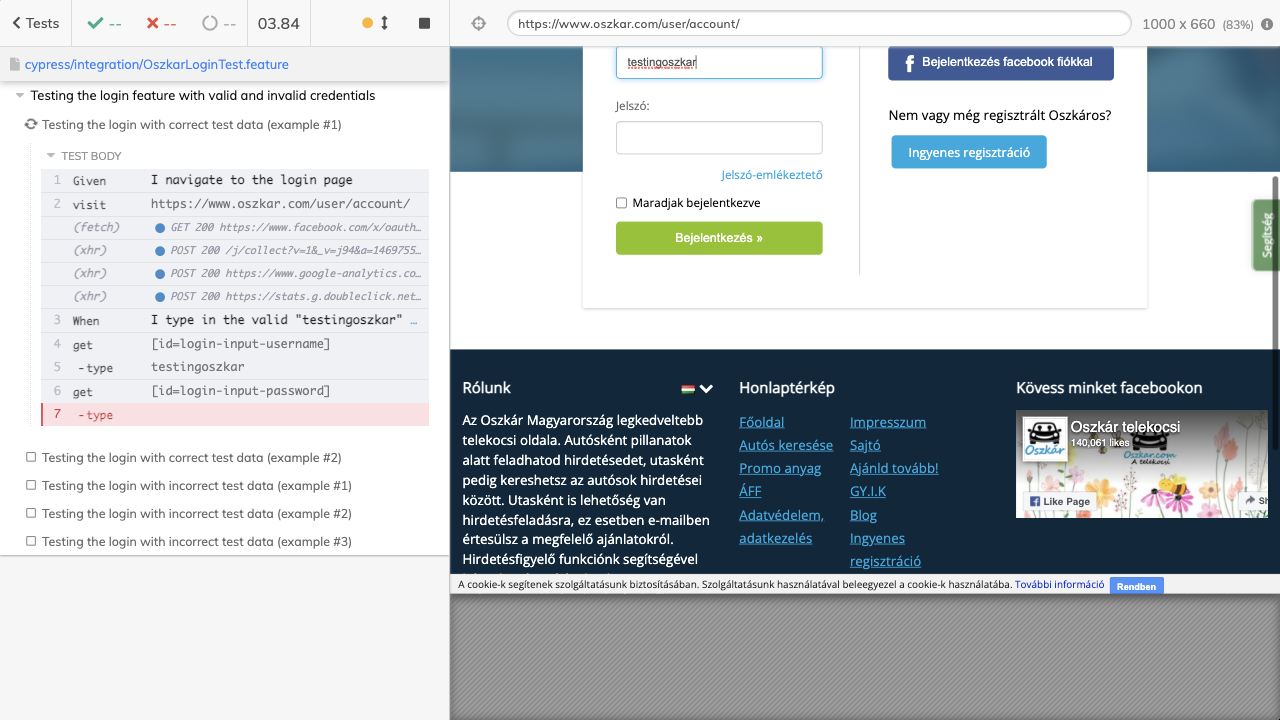 Tests
--
--
--
03.84
https://www.oszkar.com/user/account/
1000 x 660 (83%)
cypress/integration/OszkarLoginTest.feature
Testing the login feature with valid and invalid credentials
Testing the login with correct test data (example #1)
TEST BODY
1 Given I navigate to the login page
2 visit https://www.oszkar.com/user/account/
(fetch) GET 200 https://www.facebook.com/x/oauth…
(xhr) POST 200 /j/collect?v=1&_v=j94&a=1469755…
(xhr) POST 200 https://www.google-analytics.co…
(xhr) POST 200 https://stats.g.doubleclick.net…
3 When I type in the valid "testingoszkar" …
4 get [id=login-input-username]
5 -type testingoszkar
6 get [id=login-input-password]
7 -type
Testing the login with correct test data (example #2)
Testing the login with incorrect test data (example #1)
Testing the login with incorrect test data (example #2)
Testing the login with incorrect test data (example #3)
testingoszkar
Jelszó:
Jelszó-emlékeztető
Maradjak bejelentkezve
Bejelentkezés »
Bejelentkezés facebook fiókkal
Nem vagy még regisztrált Oszkáros?
Ingyenes regisztráció
Segítség
Rólunk
Az Oszkár Magyarország legkedveltebb
telekocsi oldala. Autósként pillanatok
alatt feladhatod hirdetésedet, utasként
pedig kereshetsz az autósok hirdetései
között. Utasként is lehetőség van
hirdetésfeladásra, ez esetben e-mailben
értesülsz a megfelelő ajánlatokról.
Hirdetésfigyelő funkciónk segítségével
Honlaptérkép
Főoldal
Autós keresése
Promo anyag
ÁFF
Adatvédelem,
adatkezelés
Impresszum
Sajtó
Ajánld tovább!
GY.I.K
Blog
Ingyenes
regisztráció
Kövess minket facebookon
Oszkár telekocsi
140,061 likes
Oszkár
Oszkár.com
A telekocsi
Like Page
Sh
A cookie-k segítenek szolgáltatásunk biztosításában. Szolgáltatásunk használatával beleegyezel a cookie-k használatába. További információ
Rendben